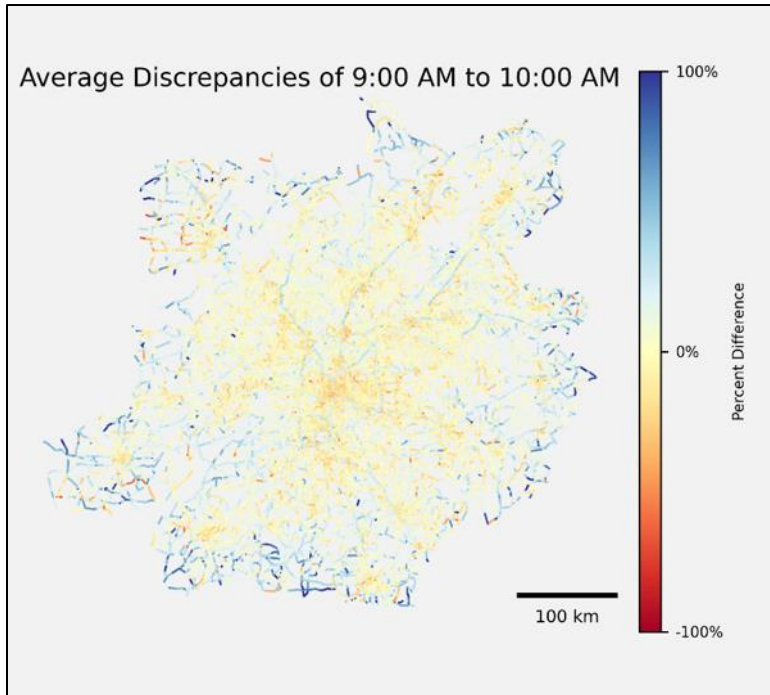 Average Discrepancies of 9:00 AM to 10:00 AM
100%
0%
-100%
Percent Difference
100 km